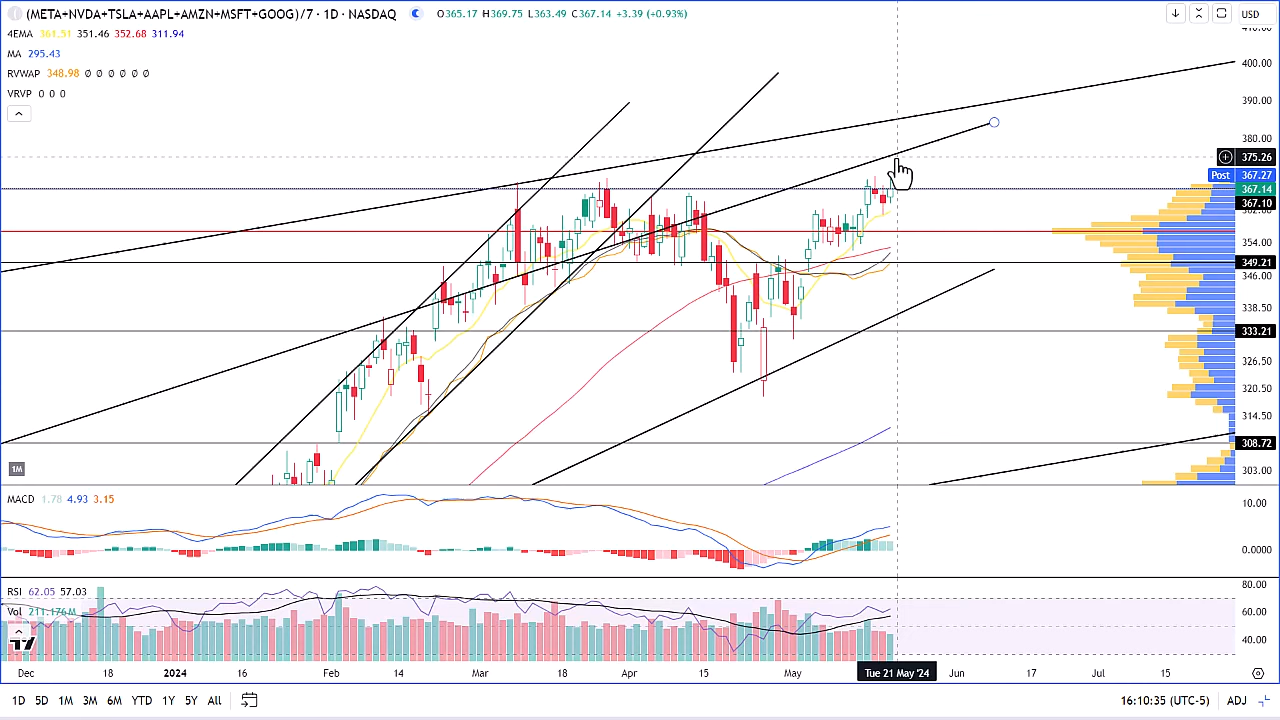 (META+NVDA+TSLA+AAPL+AMZN+MSFT+GOOG)/7 · 1D · NASDAQ O365.17 H369.75 L363.49 C367.14 +3.39 (+0.93%)
USD
4EMA 361.51 351.46 352.68 311.94
MA 295.43
RVWAP 348.98 Ø Ø Ø Ø Ø Ø
VRVP 0 0 0
410.00
400.00
390.00
380.00
375.26
Post 367.27
367.14
367.10
362.00
354.00
349.21
346.00
338.50
333.21
326.50
320.50
314.50
308.72
303.00
1M
MACD 1.78 4.93 3.15
10.00
0.0000
RSI 62.05 57.03
Vol 211.176M
80.00
60.00
40.00
Dec 18 2024 16 Feb 14 Mar 18 Apr 15 May Tue 21 May '24 Jun 17 Jul 15
1D 5D 1M 3M 6M YTD 1Y 5Y All
16:10:35 (UTC-5) ADJ